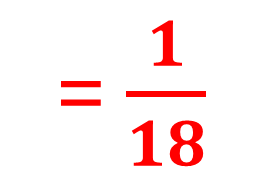 = 1/18